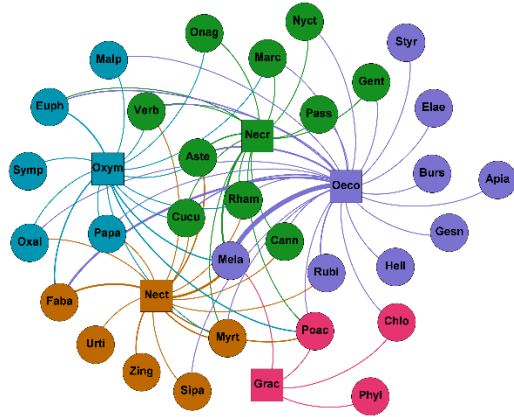 Onag
Nyct
Styr
Malp
Marc
Gent
Elae
Euph
Verb
Pass
Necr
Aste
Symp
Oxym
Rham
Oeco
Burs
Apia
Cucu
Oxal
Papa
Cann
Gesn
Mela
Rubi
Hell
Faba
Nect
Urti
Myrt
Poac
Chlo
Zing
Sipa
Grac
Phyl